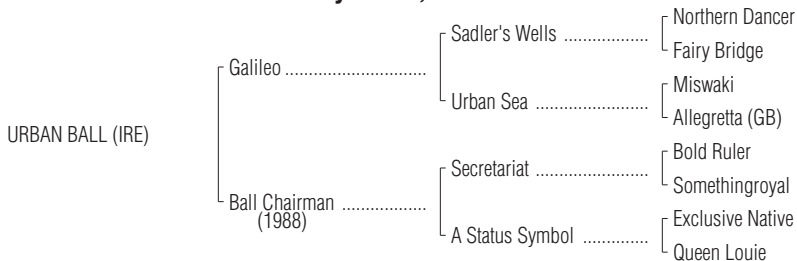 Northern Dancer
Sadler's Wells ..................
Fairy Bridge
Galileo ..............................
Miswaki
Urban Sea ........................
Allegretta (GB)
URBAN BALL (IRE)
Bold Ruler
Secretariat ........................
Somethingroyal
Ball Chairman ..................
(1988)
Exclusive Native
A Status Symbol ..............
Queen Louie